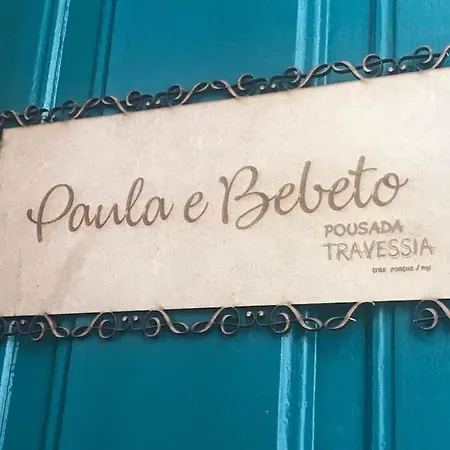 Paula e Bebeto
POUSADA
TRAVESSIA
três pontas / mg